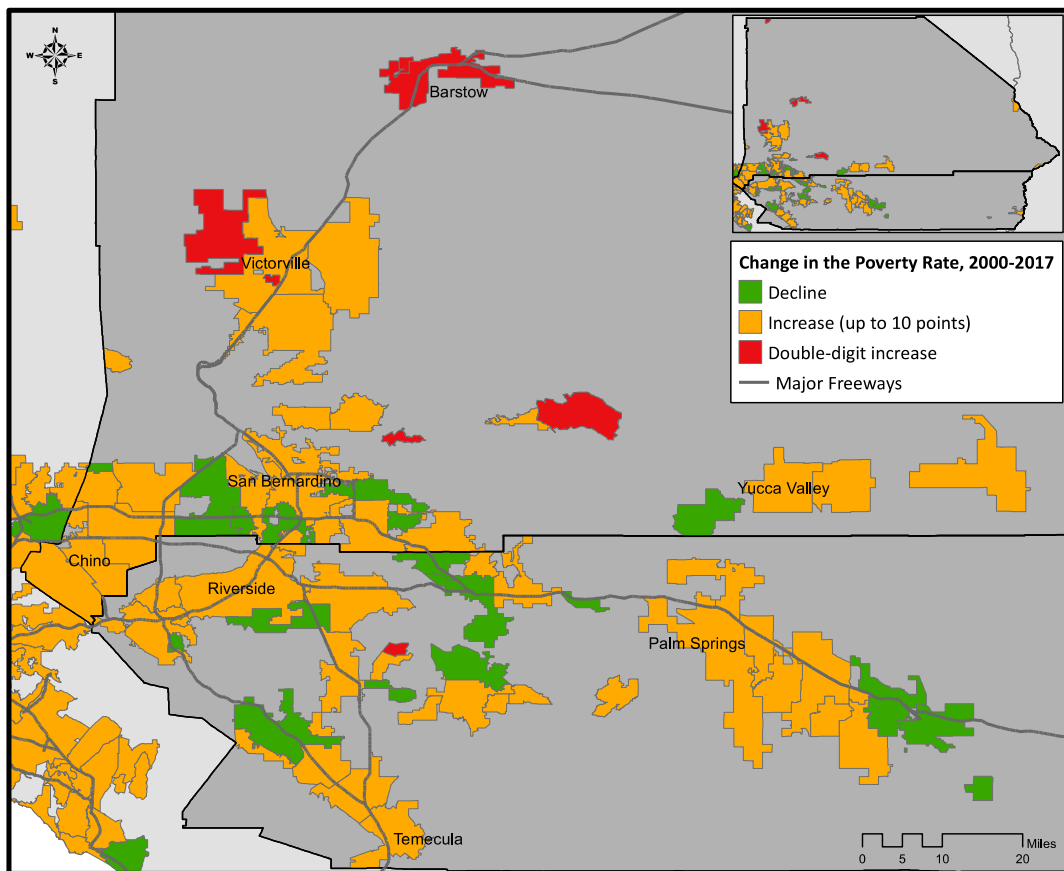 N
W E
S
Barstow
Victorville
San Bernardino
Yucca Valley
Chino
Riverside
Palm Springs
Temecula
Change in the Poverty Rate, 2000-2017
Decline
Increase (up to 10 points)
Double-digit increase
Major Freeways
Miles
0 5 10 20